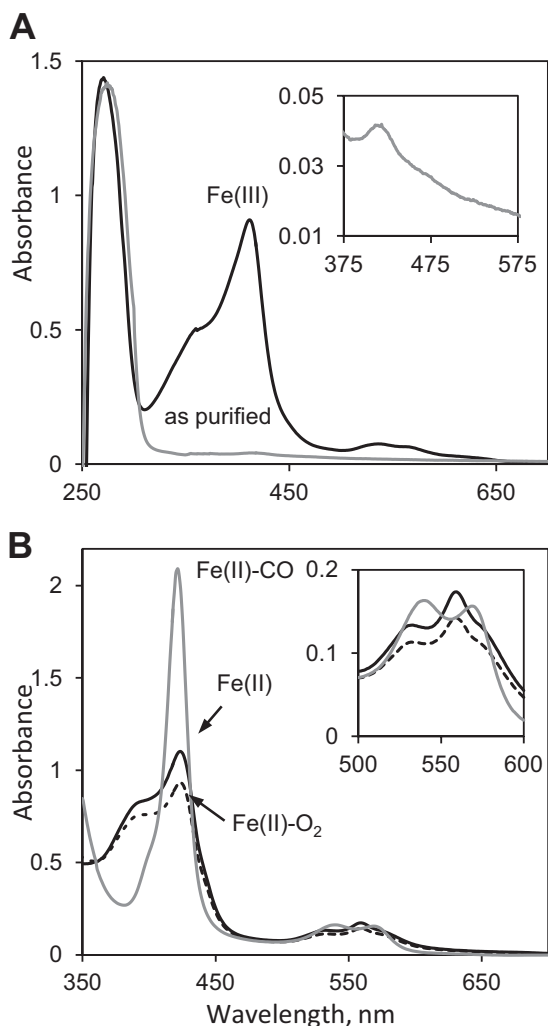 A
1.5
1
0.5
0
Absorbance
Fe(III)
as purified
0.05
0.03
0.01
375 475 575
250 450 650
B
2
1.5
1
0.5
0
Absorbance
Fe(II)-CO
Fe(II)
Fe(II)-O₂
0.2
0.1
0
500 550 600
350 450 550 650
Wavelength, nm